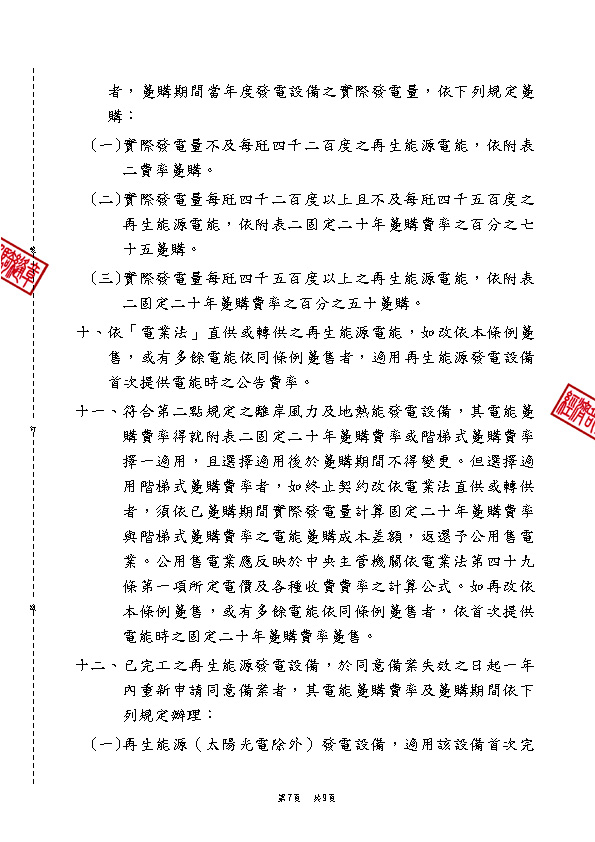 者，躉購期間當年度發電設備之實際發電量，依下列規定躉
購：
(一)實際發電量不及每瓩四千二百度之再生能源電能，依附表
二費率躉購。
(二)實際發電量每瓩四千二百度以上且不及每瓩四千五百度之
再生能源電能，依附表二固定二十年躉購費率之百分之七
十五躉購。
(三)實際發電量每瓩四千五百度以上之再生能源電能，依附表
二固定二十年躉購費率之百分之五十躉購。
十、依「電業法」直供或轉供之再生能源電能，如改依本條例躉
售，或有多餘電能依同條例躉售者，適用再生能源發電設備
首次提供電能時之公告費率。
十一、符合第二點規定之離岸風力及地熱能發電設備，其電能躉
購費率得就附表二固定二十年躉購費率或階梯式躉購費率
擇一適用，且選擇適用後於躉購期間不得變更。但選擇適
用階梯式躉購費率者，如終止契約改依電業法直供或轉供
者，須依已躉購期間實際發電量計算固定二十年躉購費率
與階梯式躉購費率之電能躉購成本差額，返還予公用售電
業。公用售電業應反映於中央主管機關依電業法第四十九
條第一項所定電價及各種收費費率之計算公式。如再改依
本條例躉售，或有多餘電能依同條例躉售者，依首次提供
電能時之固定二十年躉購費率躉售。
十二、已完工之再生能源發電設備，於同意備案失效之日起一年
內重新申請同意備案者，其電能躉購費率及躉購期間依下
列規定辦理：
(一)再生能源（太陽光電除外）發電設備，適用該設備首次完
訂
線
騎縫章
經濟部
第7頁 共9頁